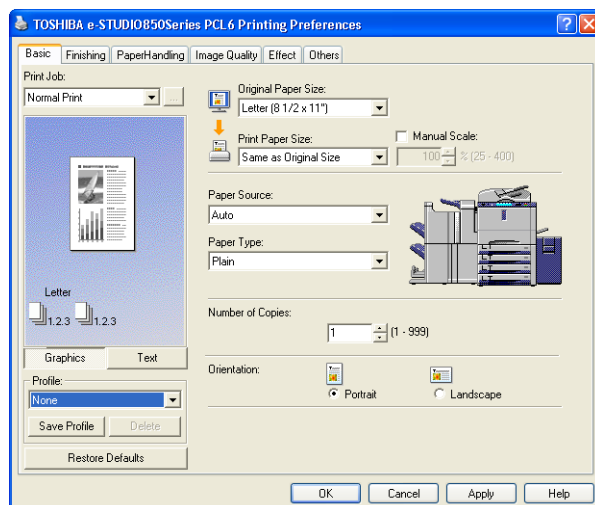 TOSHIBA e-STUDIO850Series PCL6 Printing Preferences
Basic Finishing PaperHandling Image Quality Effect Others
Print Job:
Normal Print ...
Letter
1.2.3 1.2.3
Graphics Text
Profile:
None
Save Profile Delete
Restore Defaults
Original Paper Size:
Letter (8 1/2 x 11")
Print Paper Size:
Same as Original Size
Manual Scale:
100 % (25 - 400)
Paper Source:
Auto
Paper Type:
Plain
Number of Copies:
1 (1 - 999)
Orientation:
Portrait Landscape
OK Cancel Apply Help